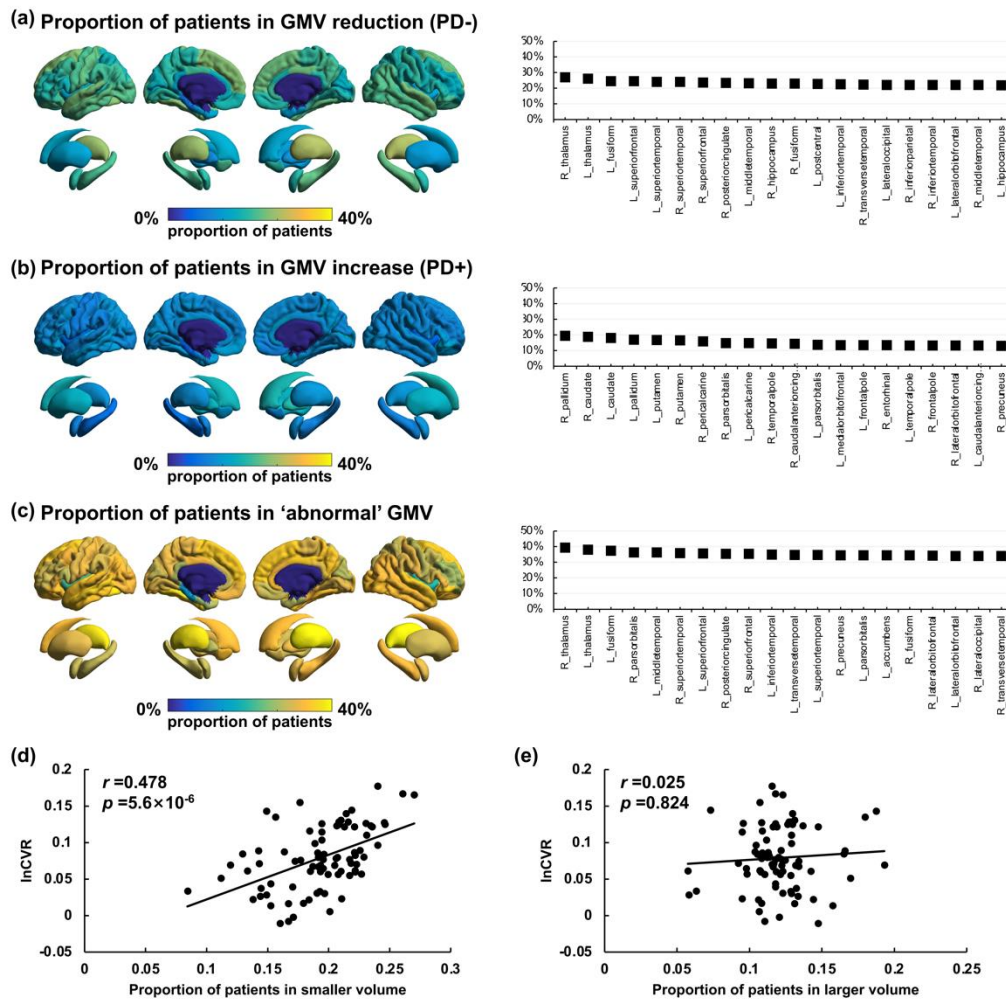 (a) Proportion of patients in GMV reduction (PD-)
0% 40%
proportion of patients
50%
40%
30%
20%
10%
0%
R_thalamus
L_thalamus
L_fusiform
L_superiorfrontal
L_superiortemporal
R_superiortemporal
R_superiorfrontal
R_posteriorcingulate
L_middletemporal
R_hippocampus
R_fusiform
L_postcentral
L_inferiortemporal
R_transversetemporal
L_lateraloccipital
R_inferiorparietal
R_inferiortemporal
L_lateralorbitofrontal
R_middletemporal
L_hippocampus
(b) Proportion of patients in GMV increase (PD+)
0% 40%
proportion of patients
50%
40%
30%
20%
10%
0%
R_pallidum
R_caudate
L_caudate
L_pallidum
L_putamen
R_putamen
R_pericalcarine
R_parsorbitalis
L_pericalcarine
R_temporalpole
R_caudalanteriorcing...
L_parsorbitalis
L_medialorbitofrontal
L_frontalpole
R_entorhinal
L_temporalpole
R_frontalpole
R_lateralorbitofrontal
L_caudalanteriorcing...
R_precuneus
(c) Proportion of patients in ‘abnormal’ GMV
0% 40%
proportion of patients
50%
40%
30%
20%
10%
0%
R_thalamus
L_thalamus
L_fusiform
R_parsorbitalis
L_middletemporal
R_superiortemporal
L_superiorfrontal
R_posteriorcingulate
R_superiorfrontal
L_inferiortemporal
L_transversetemporal
L_superiortemporal
R_precuneus
L_parsorbitalis
L_accumbens
R_fusiform
R_lateralorbitofrontal
L_lateralorbitofrontal
R_lateraloccipital
R_transversetemporal
(d)
r =0.478
p =5.6×10-6
lnCVR
0.2
0.15
0.1
0.05
0
-0.05
0 0.05 0.1 0.15 0.2 0.25 0.3
Proportion of patients in smaller volume
(e)
r =0.025
p =0.824
lnCVR
0.2
0.15
0.1
0.05
0
-0.05
0 0.05 0.1 0.15 0.2 0.25
Proportion of patients in larger volume